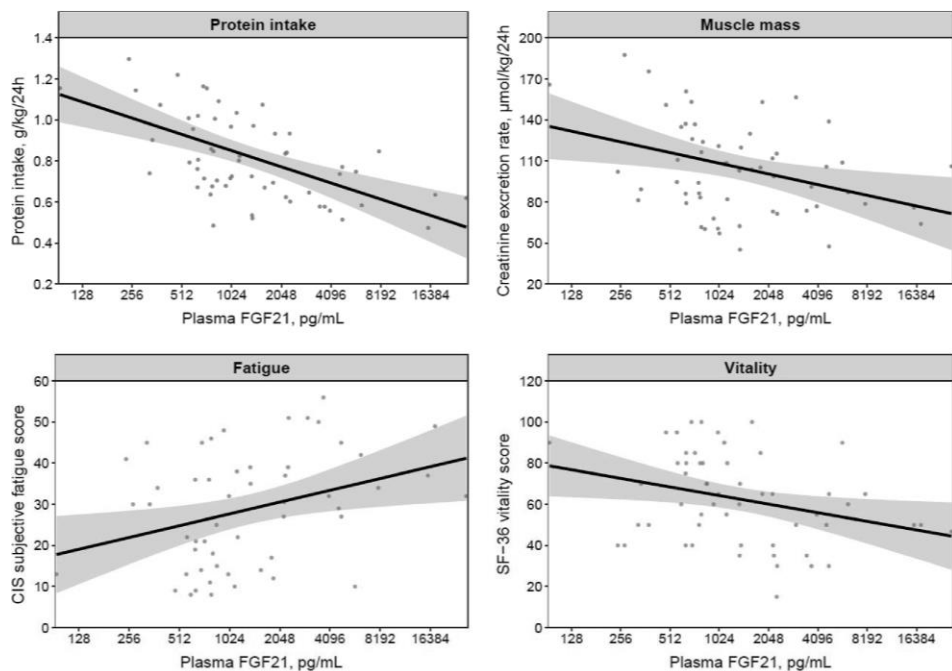 Protein intake
Protein intake, g/kg/24h
1.4
1.2
1.0
0.8
0.6
0.4
0.2
128 256 512 1024 2048 4096 8192 16384
Plasma FGF21, pg/mL
Muscle mass
Creatinine excretion rate, μmol/kg/24h
200
170
140
110
80
50
20
128 256 512 1024 2048 4096 8192 16384
Plasma FGF21, pg/mL
Fatigue
CIS subjective fatigue score
60
50
40
30
20
10
0
128 256 512 1024 2048 4096 8192 16384
Plasma FGF21, pg/mL
Vitality
SF−36 vitality score
120
100
80
60
40
20
0
128 256 512 1024 2048 4096 8192 16384
Plasma FGF21, pg/mL